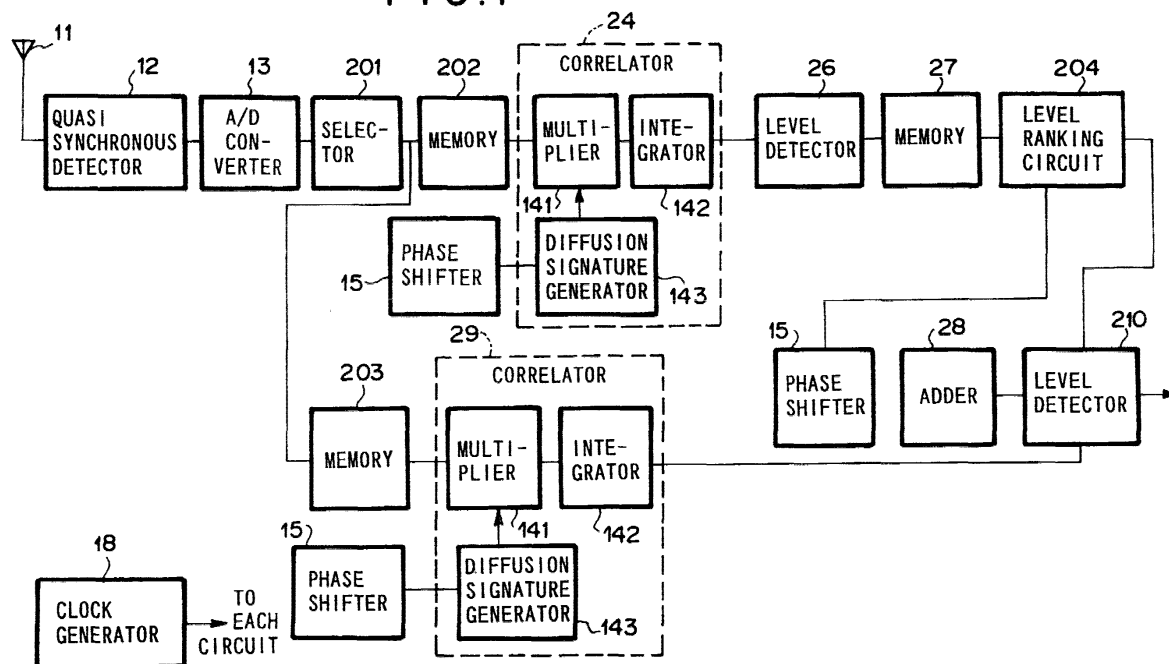 FIG.1
11
12
QUASI
SYNCHRONOUS
DETECTOR
13
A/D
CON-
VERTER
201
SELEC-
TOR
202
MEMORY
24
CORRELATOR
MULTI-
PLIER
141
INTE-
GRATOR
142
PHASE
SHIFTER
15
DIFFUSION
SIGNATURE
GENERATOR
143
26
LEVEL
DETECTOR
27
MEMORY
204
LEVEL
RANKING
CIRCUIT
15
PHASE
SHIFTER
28
ADDER
210
LEVEL
DETECTOR
203
MEMORY
29
CORRELATOR
MULTI-
PLIER
141
INTE-
GRATOR
142
15
PHASE
SHIFTER
DIFFUSION
SIGNATURE
GENERATOR
143
18
CLOCK
GENERATOR
TO
EACH
CIRCUIT